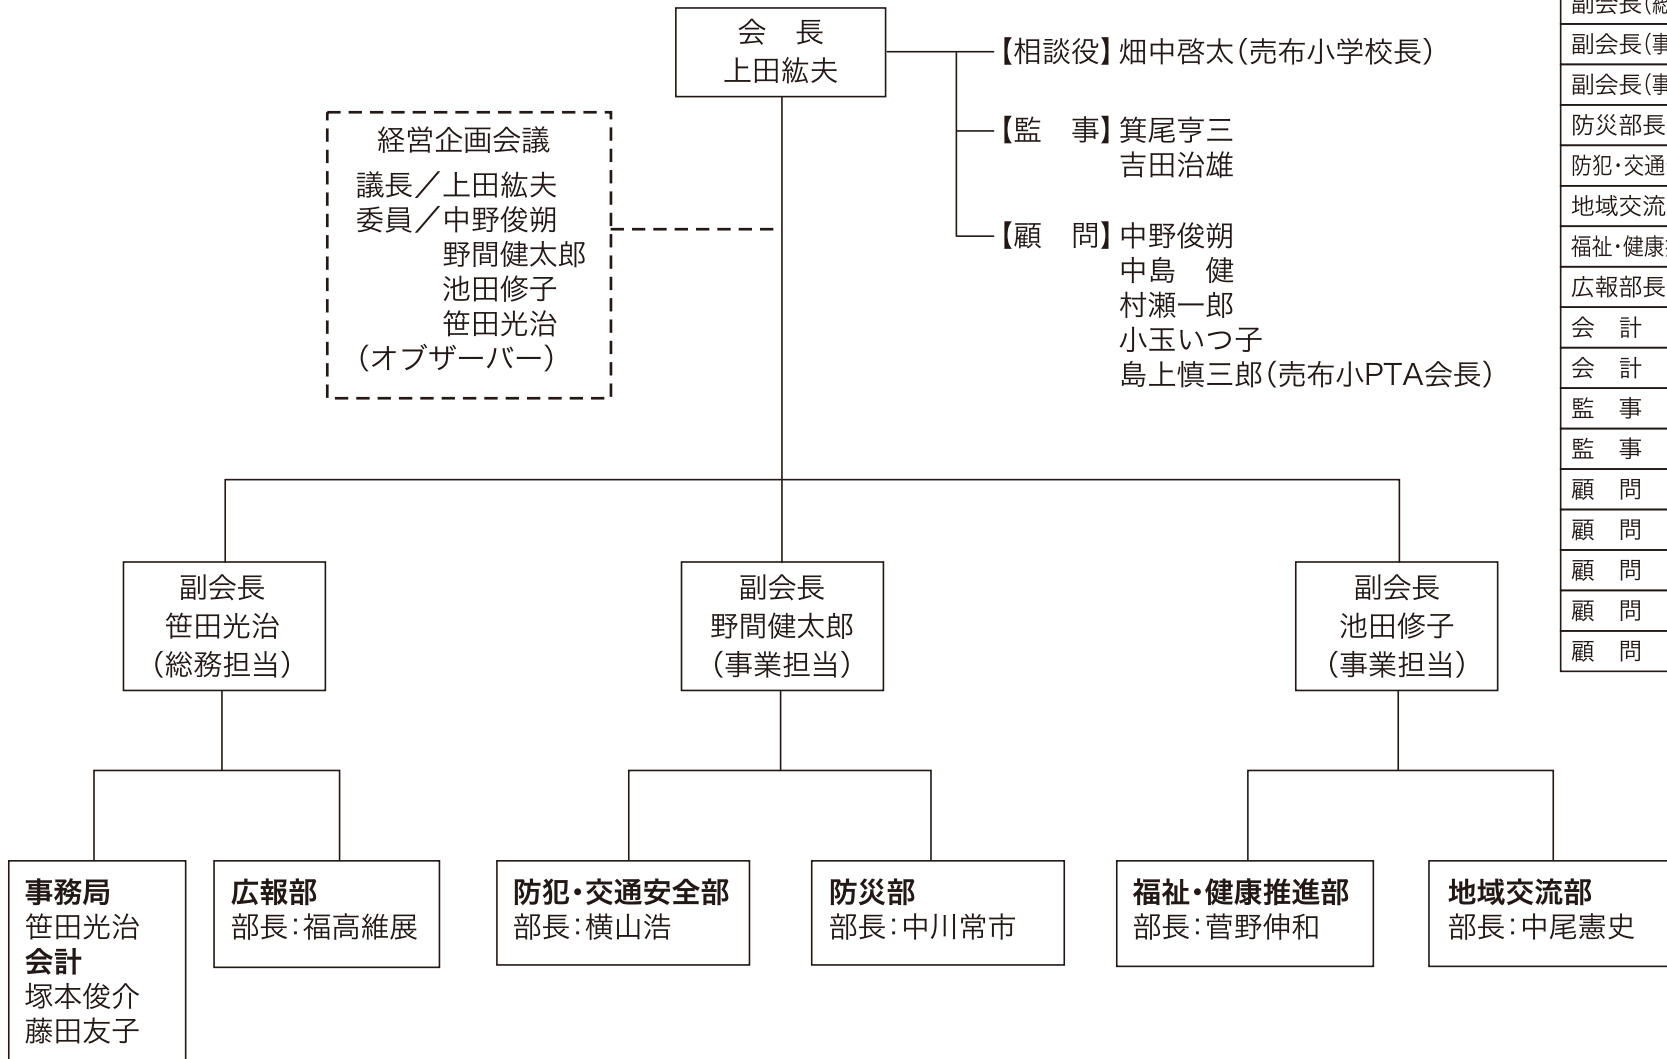 会　長
上田紘夫
【相談役】畑中啓太（売布小学校長）
【監　事】箕尾亨三
吉田治雄
【顧　問】中野俊朔
中島　健
村瀬一郎
小玉いつ子
島上慎三郎（売布小PTA会長）
経営企画会議
議長／上田紘夫
委員／中野俊朔
野間健太郎
池田修子
笹田光治
（オブザーバー）
副会長
笹田光治
（総務担当）
副会長
野間健太郎
（事業担当）
副会長
池田修子
（事業担当）
事務局
笹田光治
会計
塚本俊介
藤田友子
広報部
部長：福高維展
防犯・交通安全部
部長：横山浩
防災部
部長：中川常市
福祉・健康推進部
部長：菅野伸和
地域交流部
部長：中尾憲史
副会長（総
副会長（事
副会長（事
防災部長
防犯・交通
地域交流
福祉・健康
広報部長
会　計
会　計
監　事
監　事
顧　問
顧　問
顧　問
顧　問
顧　問